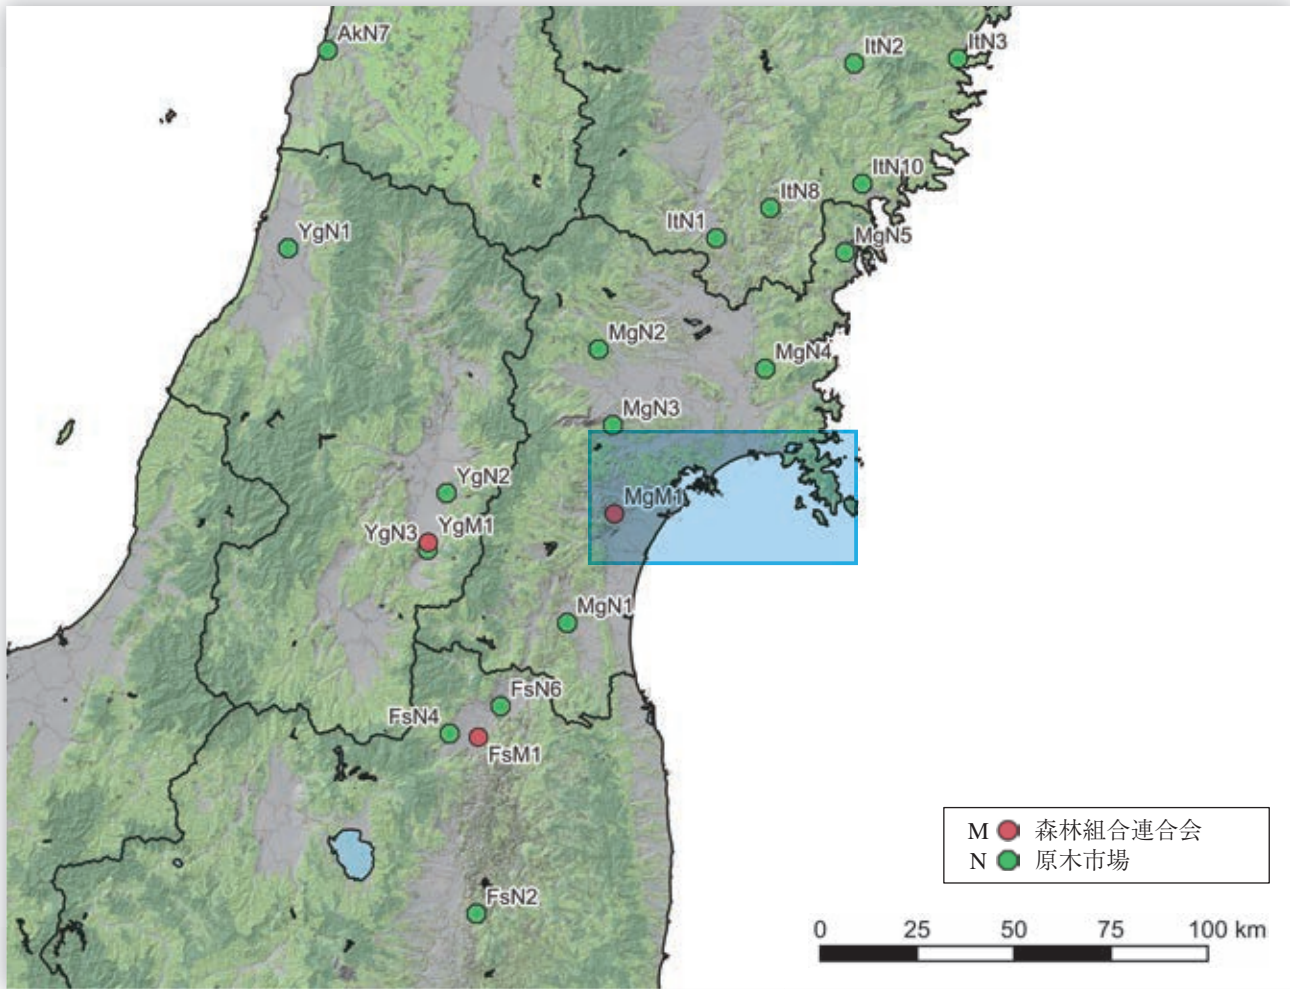 AkN7
ItN2
ItN3
ItN10
ItN8
ItN1
MgN5
YgN1
MgN2
MgN4
MgN3
YgN2
MgM1
YgN3
YgM1
MgN1
FsN6
FsN4
FsM1
FsN2
M 森林組合連合会
N 原木市場
0 25 50 75 100 km